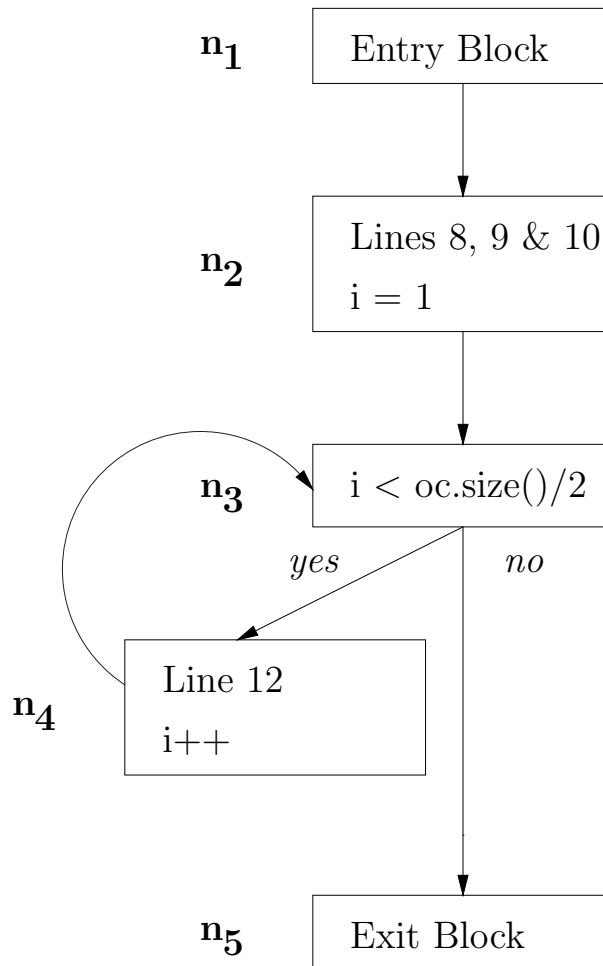 n1 Entry Block
Lines 8, 9 & 10
n2
i = 1
n3 i < oc.size()/2
yes no
Line 12
n4
i++
n5 Exit Block